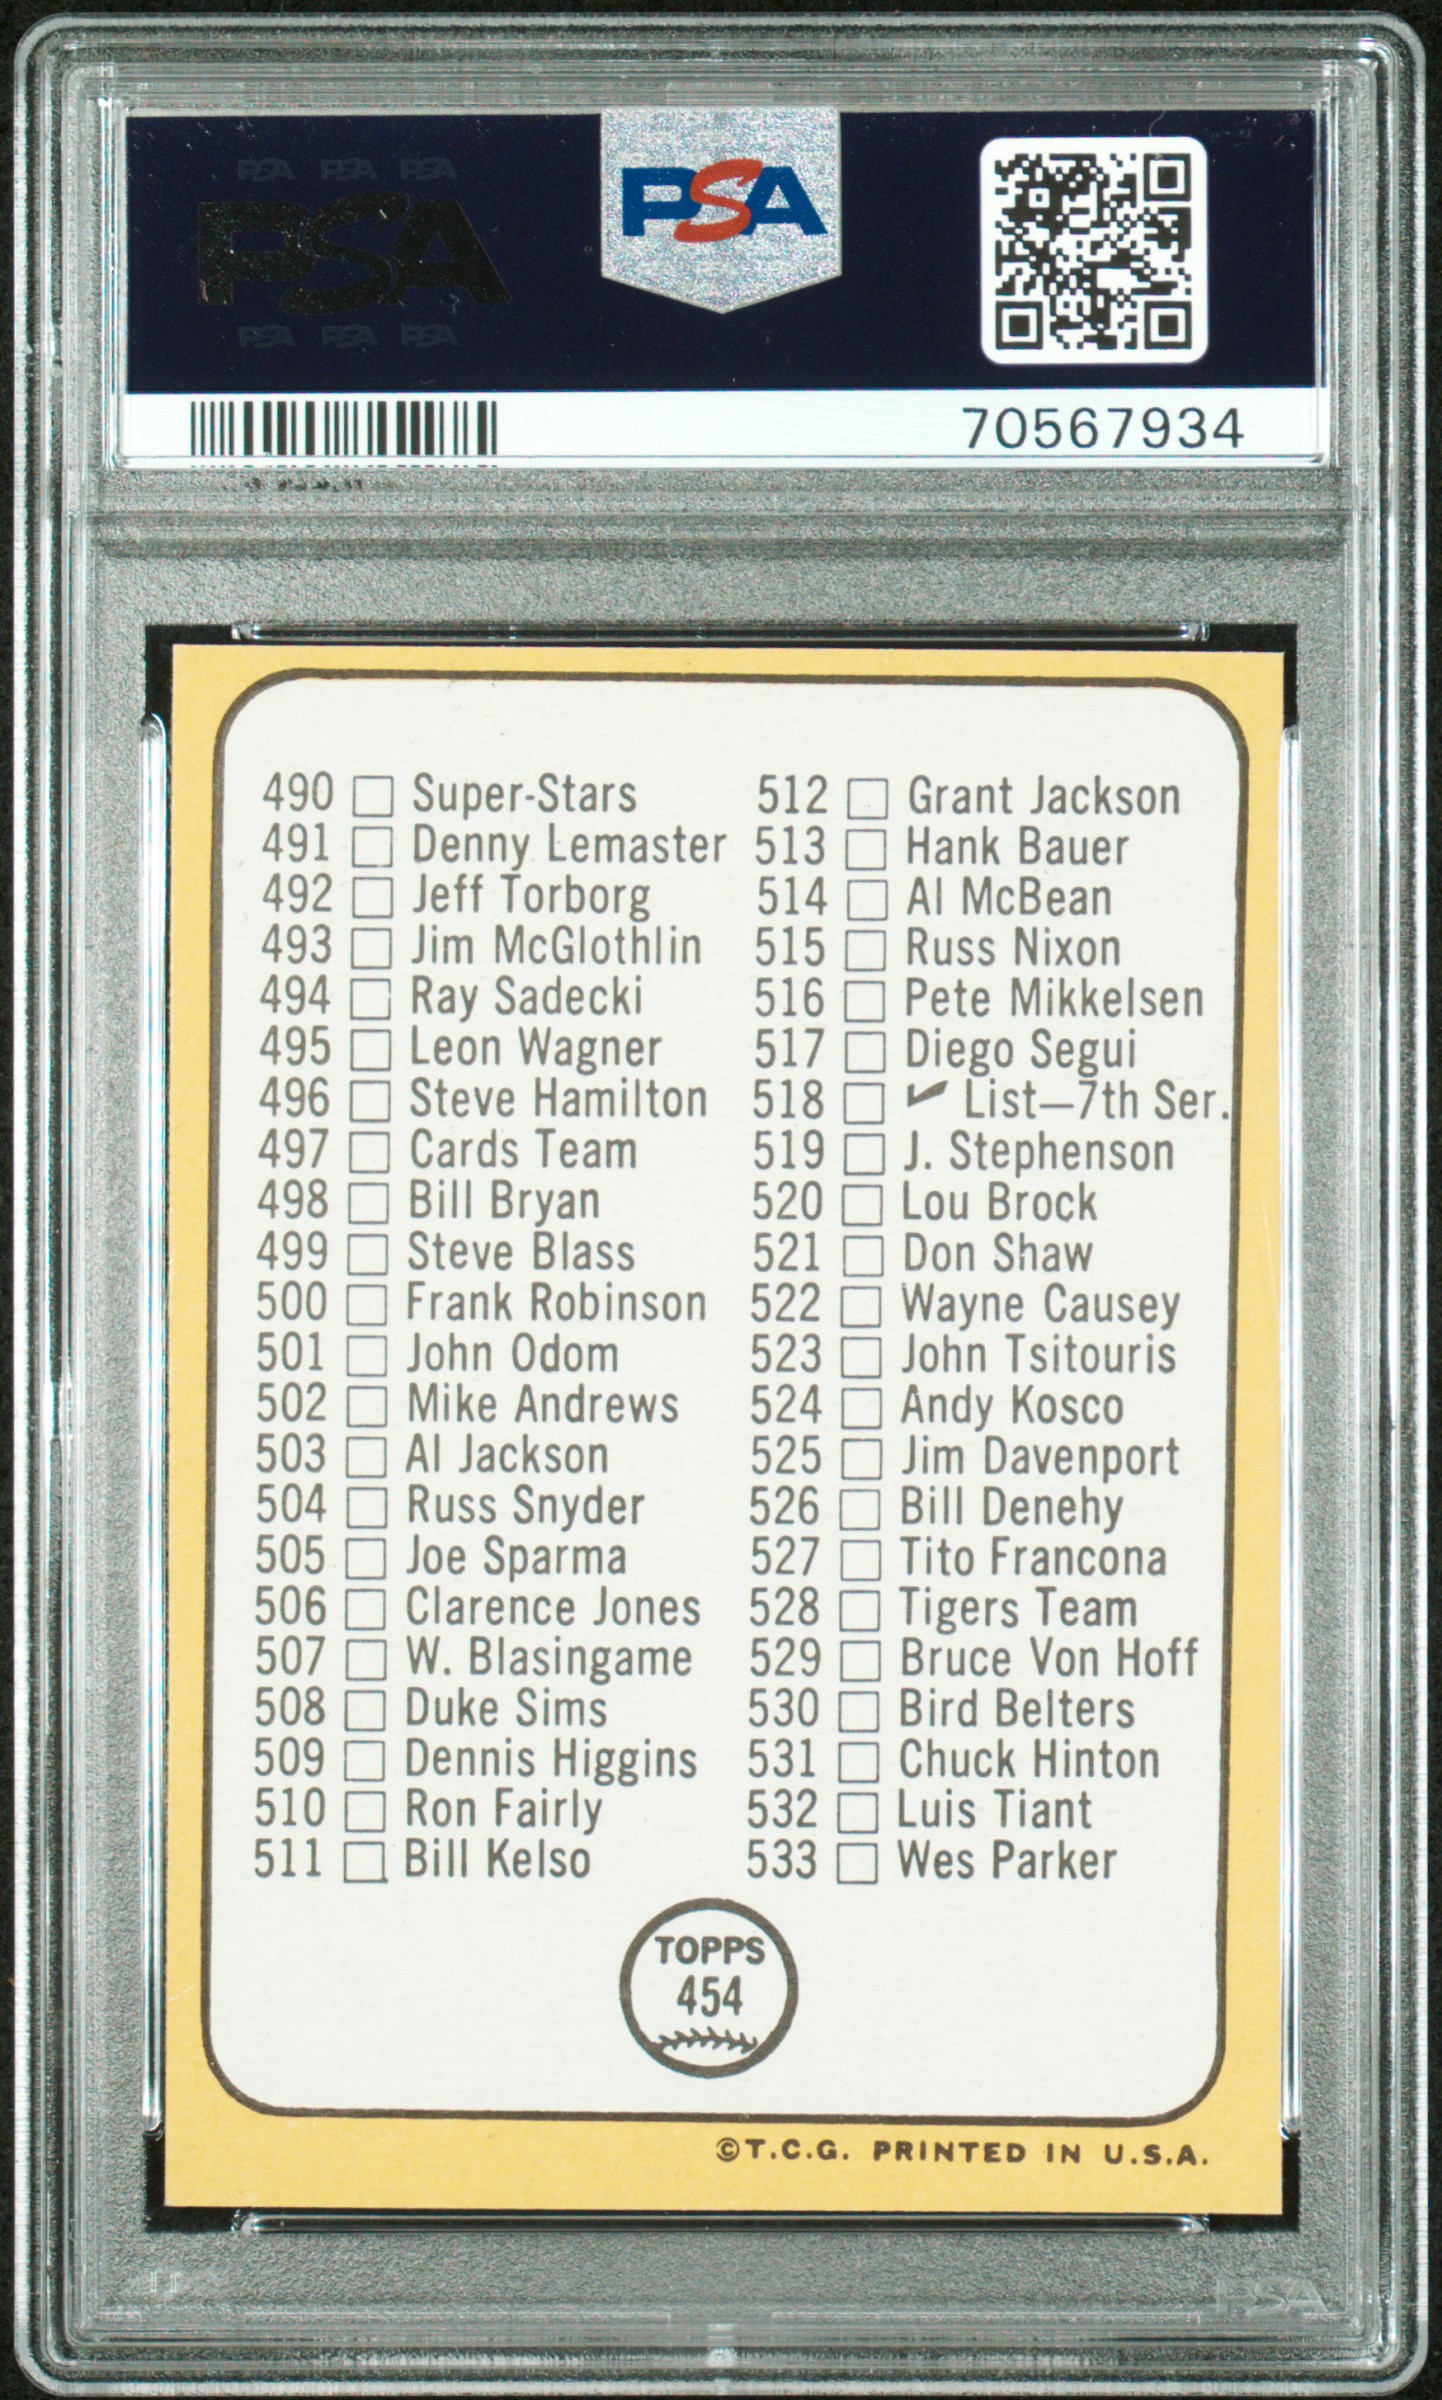 PSA PSA PSA
PSA
PSA PSA PSA
PSA
70567934
490 Super-Stars
491 Denny Lemaster
492 Jeff Torborg
493 Jim McGlothlin
494 Ray Sadecki
495 Leon Wagner
496 Steve Hamilton
497 Cards Team
498 Bill Bryan
499 Steve Blass
500 Frank Robinson
501 John Odom
502 Mike Andrews
503 Al Jackson
504 Russ Snyder
505 Joe Sparma
506 Clarence Jones
507 W. Blasingame
508 Duke Sims
509 Dennis Higgins
510 Ron Fairly
511 Bill Kelso
512 Grant Jackson
513 Hank Bauer
514 Al McBean
515 Russ Nixon
516 Pete Mikkelsen
517 Diego Segui
518 ✔ List—7th Ser.
519 J. Stephenson
520 Lou Brock
521 Don Shaw
522 Wayne Causey
523 John Tsitouris
524 Andy Kosco
525 Jim Davenport
526 Bill Denehy
527 Tito Francona
528 Tigers Team
529 Bruce Von Hoff
530 Bird Belters
531 Chuck Hinton
532 Luis Tiant
533 Wes Parker
TOPPS
454
©T.C.G. PRINTED IN U.S.A.
PSA